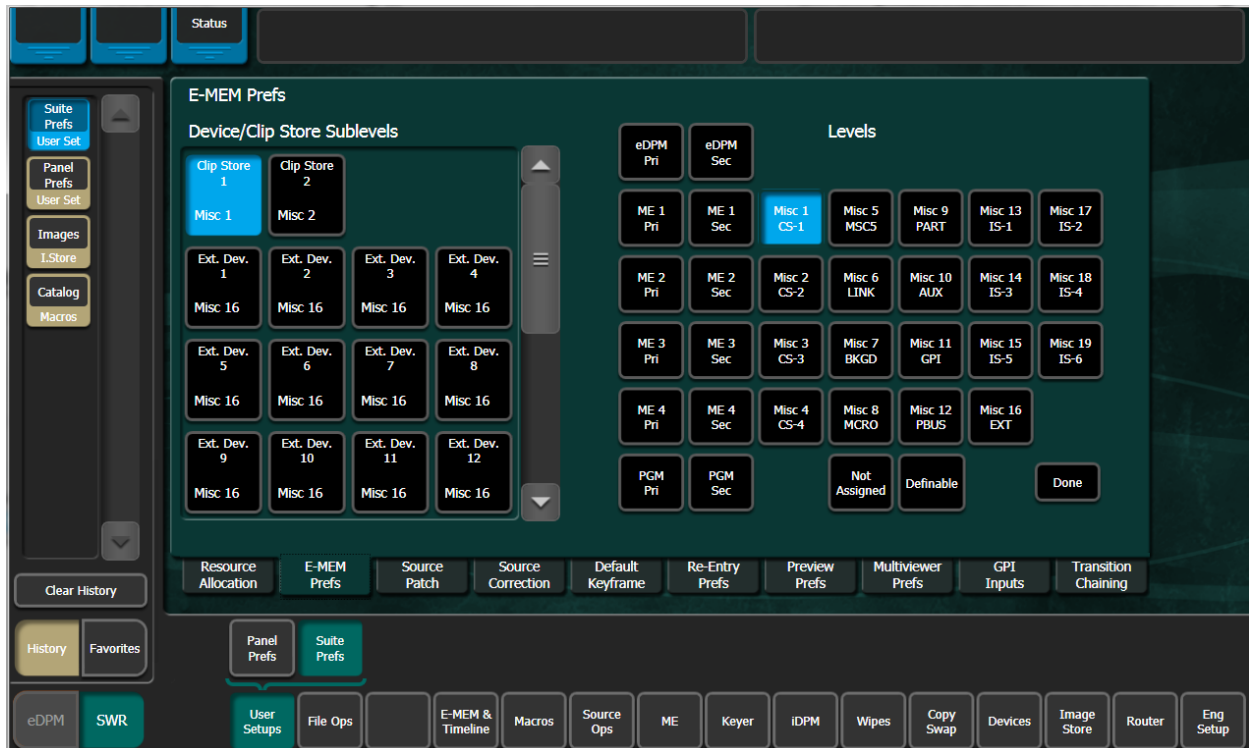 Status
Suite
Prefs
User Set
Panel
Prefs
User Set
Images
I.Store
Catalog
Macros
Clear History
History
Favorites
eDPM
SWR
E-MEM Prefs
Device/Clip Store Sublevels
Clip Store
1
Misc 1
Clip Store
2
Misc 2
Ext. Dev.
1
Misc 16
Ext. Dev.
2
Misc 16
Ext. Dev.
3
Misc 16
Ext. Dev.
4
Misc 16
Ext. Dev.
5
Misc 16
Ext. Dev.
6
Misc 16
Ext. Dev.
7
Misc 16
Ext. Dev.
8
Misc 16
Ext. Dev.
9
Misc 16
Ext. Dev.
10
Misc 16
Ext. Dev.
11
Misc 16
Ext. Dev.
12
Misc 16
Levels
eDPM
Pri
eDPM
Sec
ME 1
Pri
ME 1
Sec
Misc 1
CS-1
Misc 5
MSC5
Misc 9
PART
Misc 13
IS-1
Misc 17
IS-2
ME 2
Pri
ME 2
Sec
Misc 2
CS-2
Misc 6
LINK
Misc 10
AUX
Misc 14
IS-3
Misc 18
IS-4
ME 3
Pri
ME 3
Sec
Misc 3
CS-3
Misc 7
BKGD
Misc 11
GPI
Misc 15
IS-5
Misc 19
IS-6
ME 4
Pri
ME 4
Sec
Misc 4
CS-4
Misc 8
MCRO
Misc 12
PBUS
Misc 16
EXT
PGM
Pri
PGM
Sec
Not
Assigned
Definable
Done
Resource
Allocation
E-MEM
Prefs
Source
Patch
Source
Correction
Default
Keyframe
Re-Entry
Prefs
Preview
Prefs
Multiviewer
Prefs
GPI
Inputs
Transition
Chaining
Panel
Prefs
Suite
Prefs
User
Setups
File Ops
E-MEM &
Timeline
Macros
Source
Ops
ME
Keyer
iDPM
Wipes
Copy
Swap
Devices
Image
Store
Router
Eng
Setup